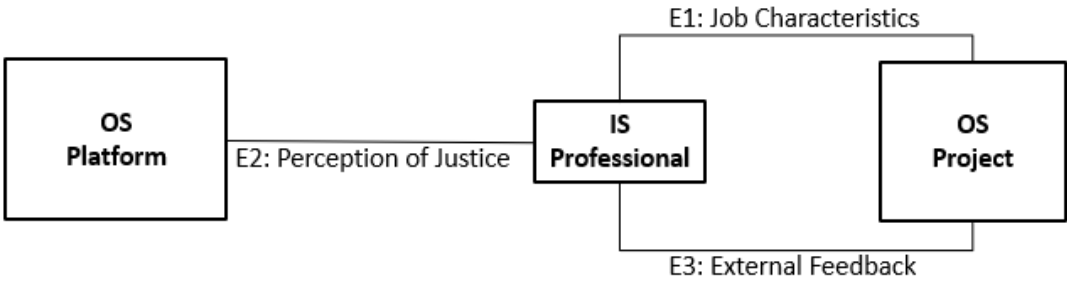 E1: Job Characteristics
OS
Platform
E2: Perception of Justice
IS
Professional
OS
Project
E3: External Feedback